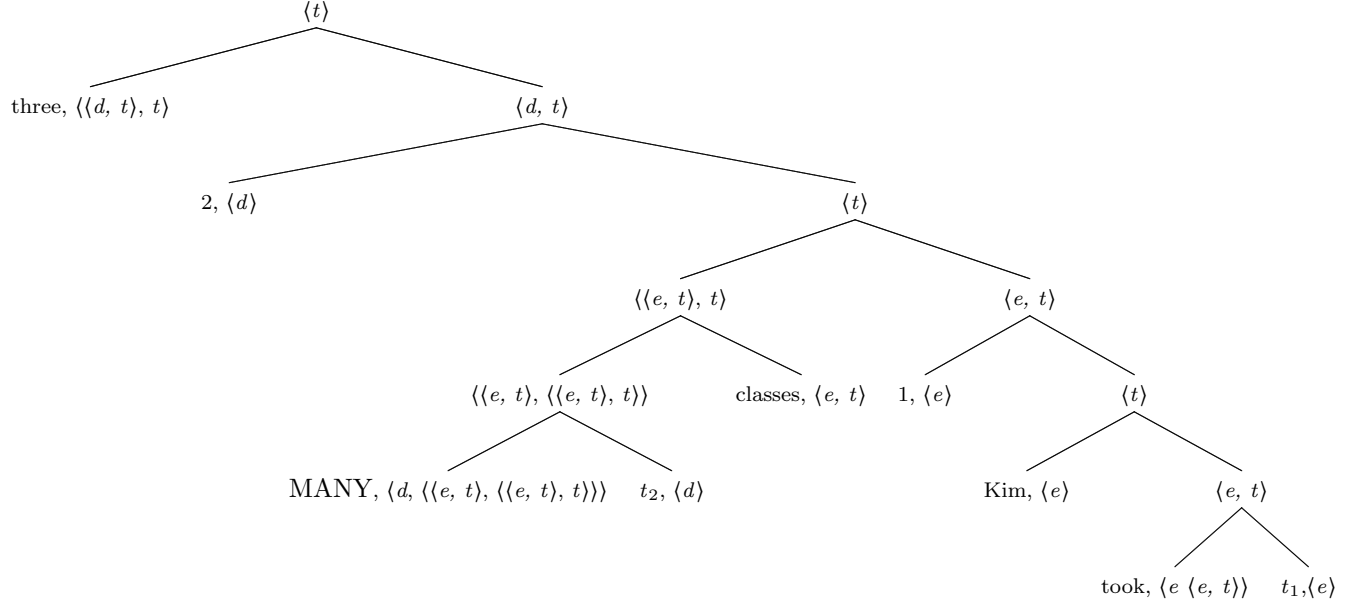 ⟨t⟩
three, ⟨⟨d, t⟩, t⟩ ⟨d, t⟩
2, ⟨d⟩ ⟨t⟩
⟨⟨e, t⟩, t⟩ ⟨e, t⟩
⟨⟨e, t⟩, ⟨⟨e, t⟩, t⟩⟩ classes, ⟨e, t⟩ 1, ⟨e⟩ ⟨t⟩
MANY, ⟨d, ⟨⟨e, t⟩, ⟨⟨e, t⟩, t⟩⟩⟩ t₂, ⟨d⟩ Kim, ⟨e⟩ ⟨e, t⟩
took, ⟨e ⟨e, t⟩⟩ t₁,⟨e⟩